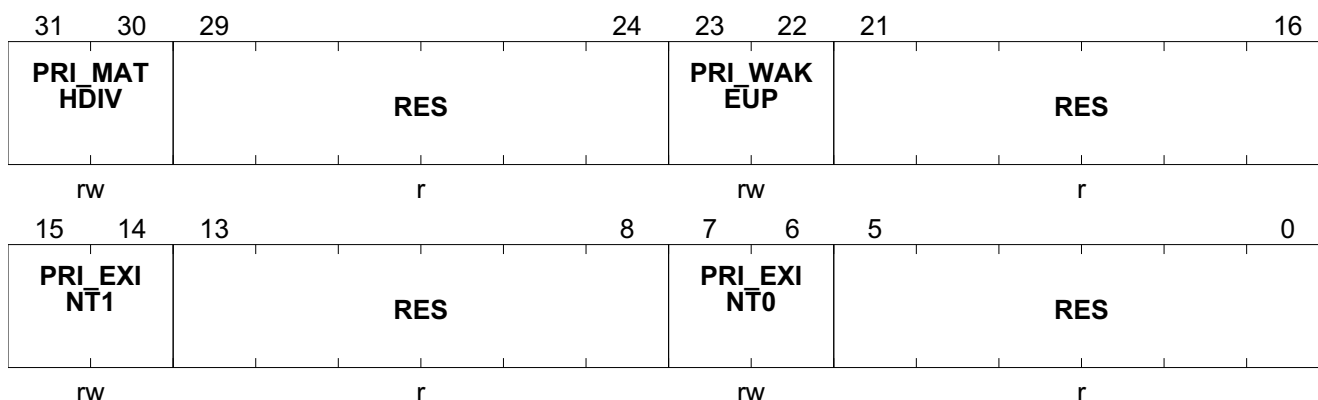 31 30 29 24 23 22 21 16
PRI_MAT
HDIV
RES
PRI_WAK
EUP
RES
rw r rw r
15 14 13 8 7 6 5 0
PRI_EXI
NT1
RES
PRI_EXI
NT0
RES
rw r rw r